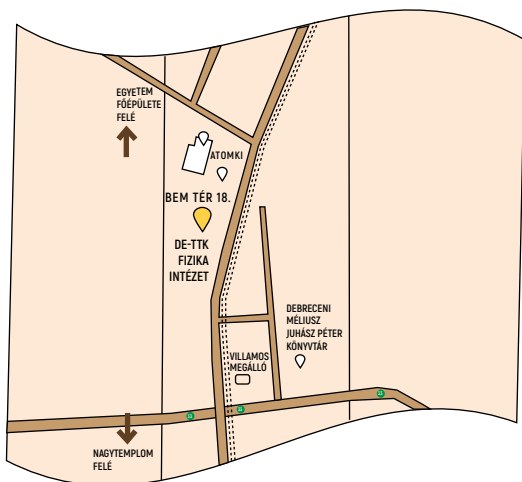 EGYETEM
FŐÉPÜLETE
FELÉ
ATOMKI
BEM TÉR 18.
DE-TTK
FIZIKA
INTÉZET
DEBRECENI
MÉLIUSZ
JUHÁSZ PÉTER
KÖNYVTÁR
VILLAMOS
MEGÁLLÓ
NAGYTEMPLOM
FELÉ